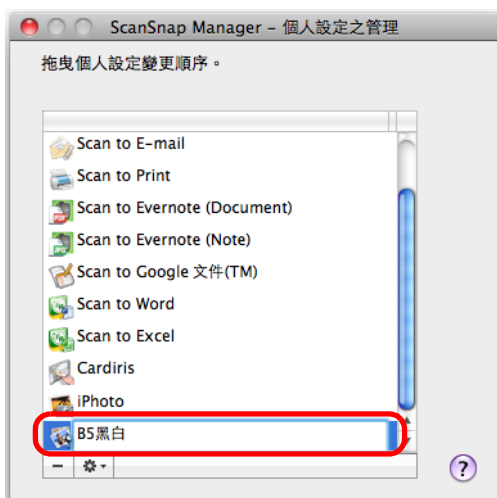 ScanSnap Manager – 個人設定之管理
拖曳個人設定變更順序。
Scan to E-mail
Scan to Print
Scan to Evernote (Document)
Scan to Evernote (Note)
Scan to Google 文件(TM)
Scan to Word
Scan to Excel
Cardiris
iPhoto
B5黑白
?